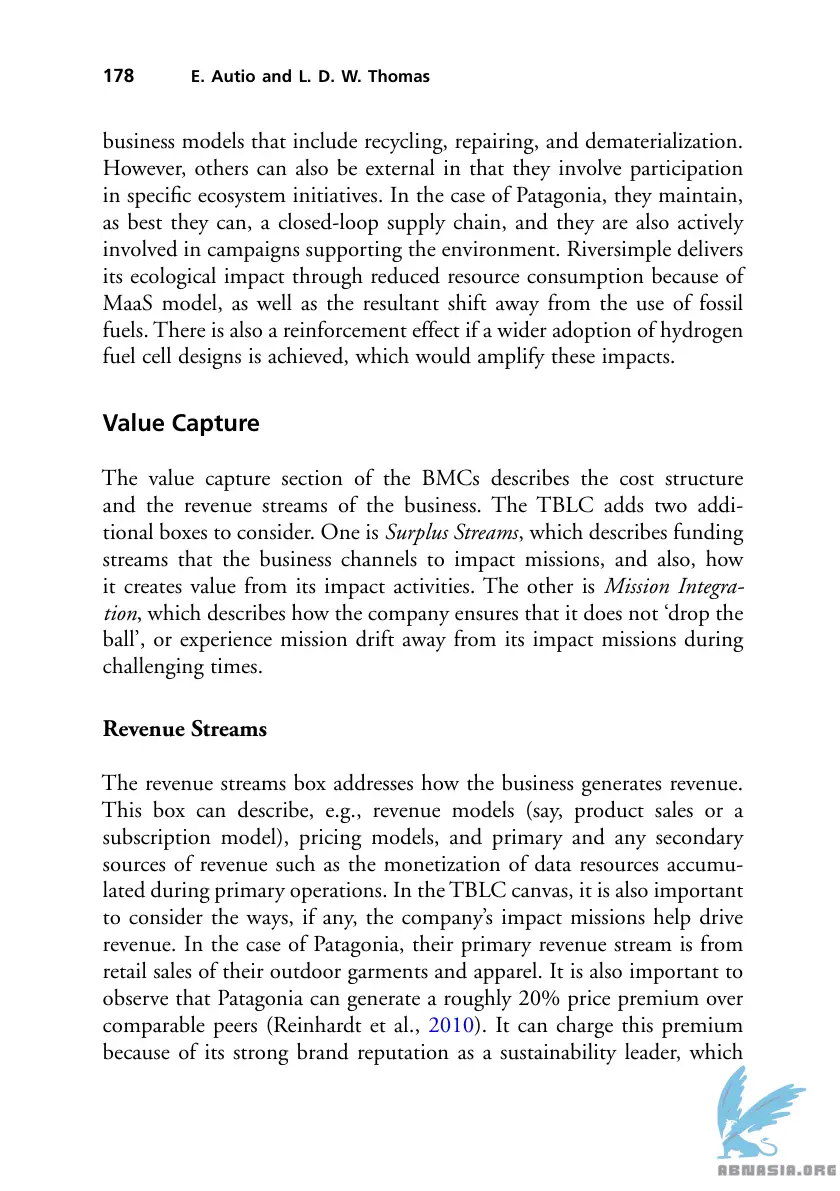 178 E. Autio and L. D. W. Thomas
business models that include recycling, repairing, and dematerialization.
However, others can also be external in that they involve participation
in specific ecosystem initiatives. In the case of Patagonia, they maintain,
as best they can, a closed-loop supply chain, and they are also actively
involved in campaigns supporting the environment. Riversimple delivers
its ecological impact through reduced resource consumption because of
MaaS model, as well as the resultant shift away from the use of fossil
fuels. There is also a reinforcement effect if a wider adoption of hydrogen
fuel cell designs is achieved, which would amplify these impacts.
Value Capture
The value capture section of the BMCs describes the cost structure
and the revenue streams of the business. The TBLC adds two addi-
tional boxes to consider. One is Surplus Streams, which describes funding
streams that the business channels to impact missions, and also, how
it creates value from its impact activities. The other is Mission Integra-
tion, which describes how the company ensures that it does not ‘drop the
ball’, or experience mission drift away from its impact missions during
challenging times.
Revenue Streams
The revenue streams box addresses how the business generates revenue.
This box can describe, e.g., revenue models (say, product sales or a
subscription model), pricing models, and primary and any secondary
sources of revenue such as the monetization of data resources accumu-
lated during primary operations. In the TBLC canvas, it is also important
to consider the ways, if any, the company’s impact missions help drive
revenue. In the case of Patagonia, their primary revenue stream is from
retail sales of their outdoor garments and apparel. It is also important to
observe that Patagonia can generate a roughly 20% price premium over
comparable peers (Reinhardt et al., 2010). It can charge this premium
because of its strong brand reputation as a sustainability leader, which
ABNASIA.ORG